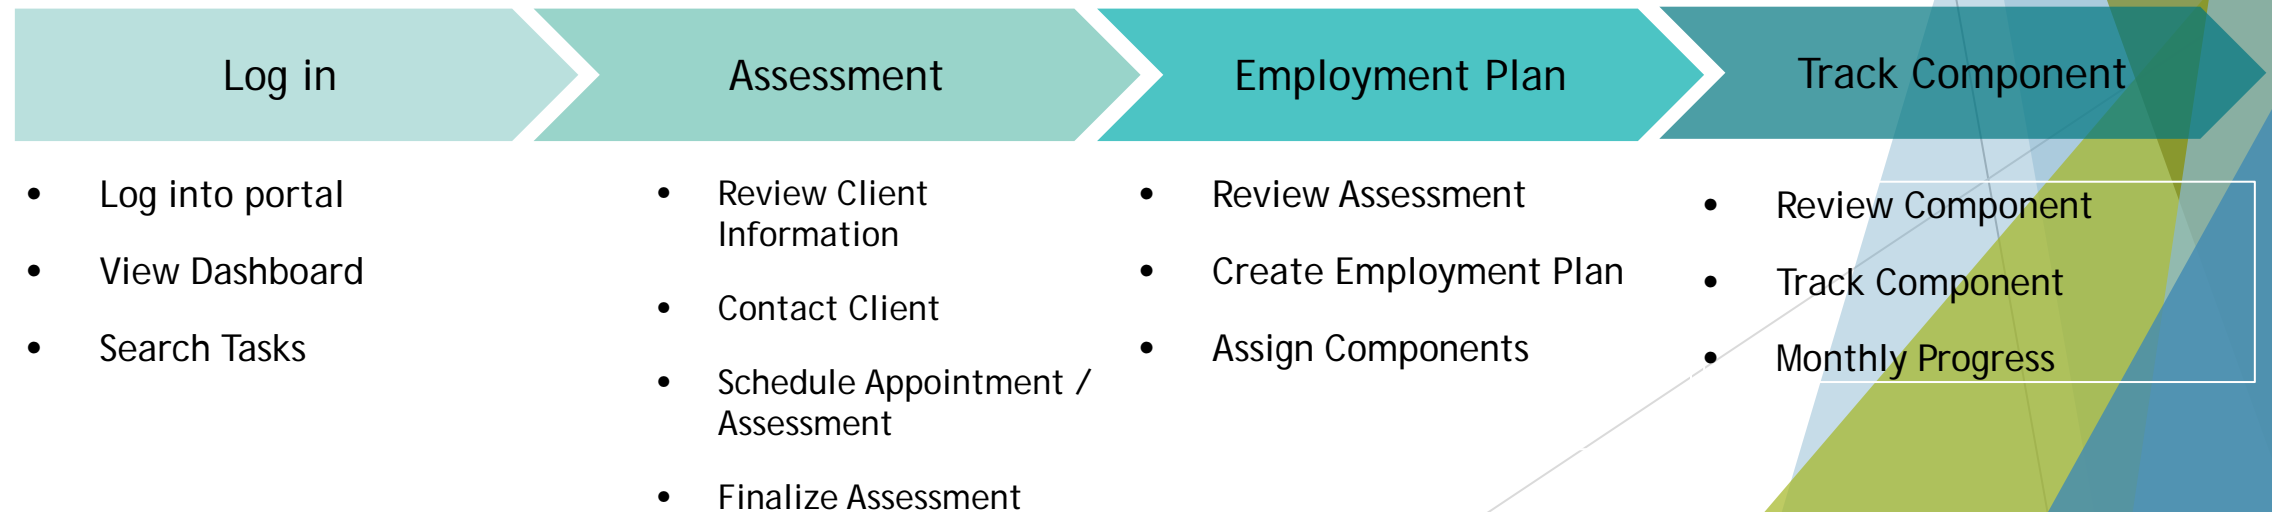 Log in
• Log into portal
• View Dashboard
• Search Tasks
Assessment
• Review Client
Information
• Contact Client
• Schedule Appointment /
Assessment
• Finalize Assessment
Employment Plan
• Review Assessment
• Create Employment Plan
• Assign Components
Track Component
• Review Component
• Track Component
• Monthly Progress